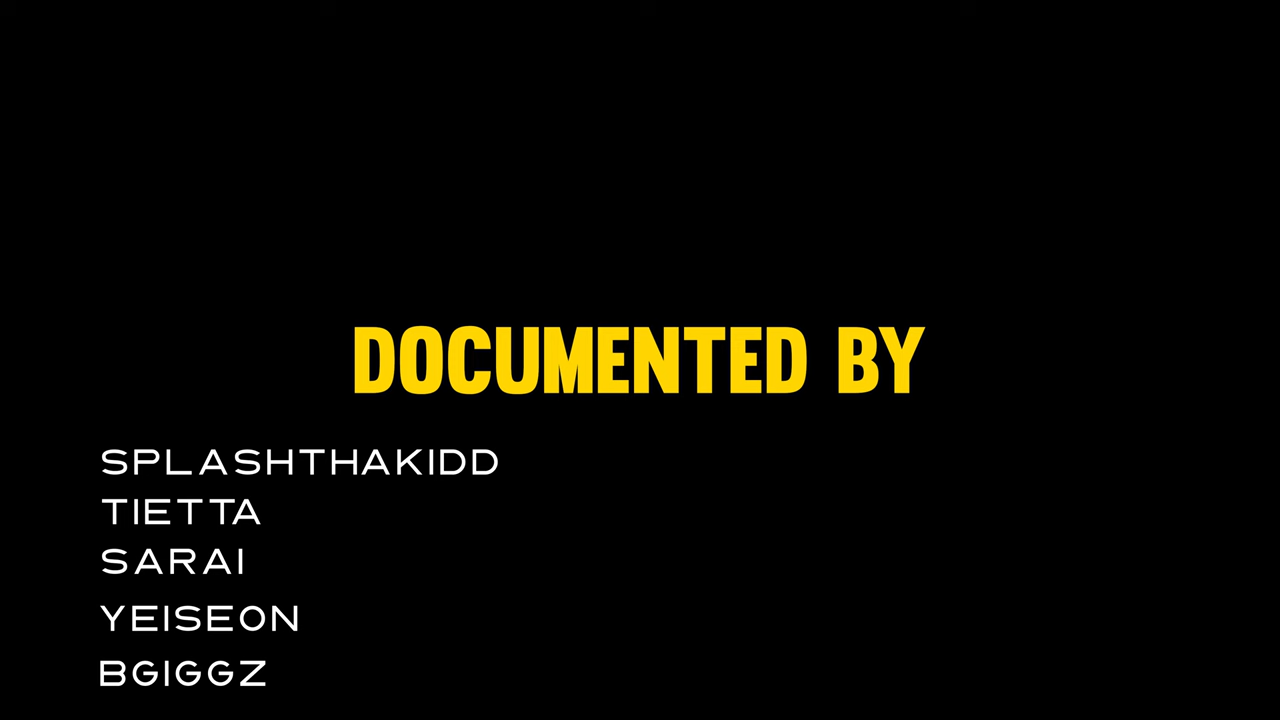 DOCUMENTED BY
SPLASHTHAKIDD
TIETTA
SARAI
YEISEON
BGIGGZ